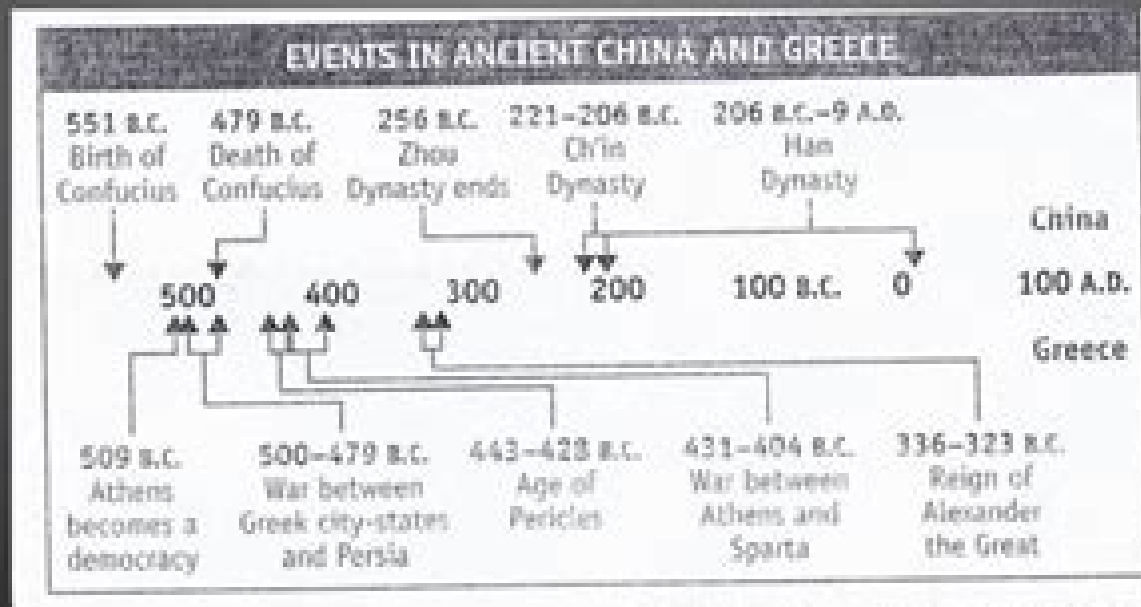 EVENTS IN ANCIENT CHINA AND GREECE
551 B.C.
Birth of
Confucius
479 B.C.
Death of
Confucius
256 B.C.
Zhou
Dynasty ends
221–206 B.C.
Ch'in
Dynasty
206 B.C.–9 A.D.
Han
Dynasty
China
500 400 300 200 100 B.C. 0 100 A.D.
Greece
509 B.C.
Athens
becomes a
democracy
500–479 B.C.
War between
Greek city-states
and Persia
443–428 B.C.
Age of
Pericles
431–404 B.C.
War between
Athens and
Sparta
336–323 B.C.
Reign of
Alexander
the Great